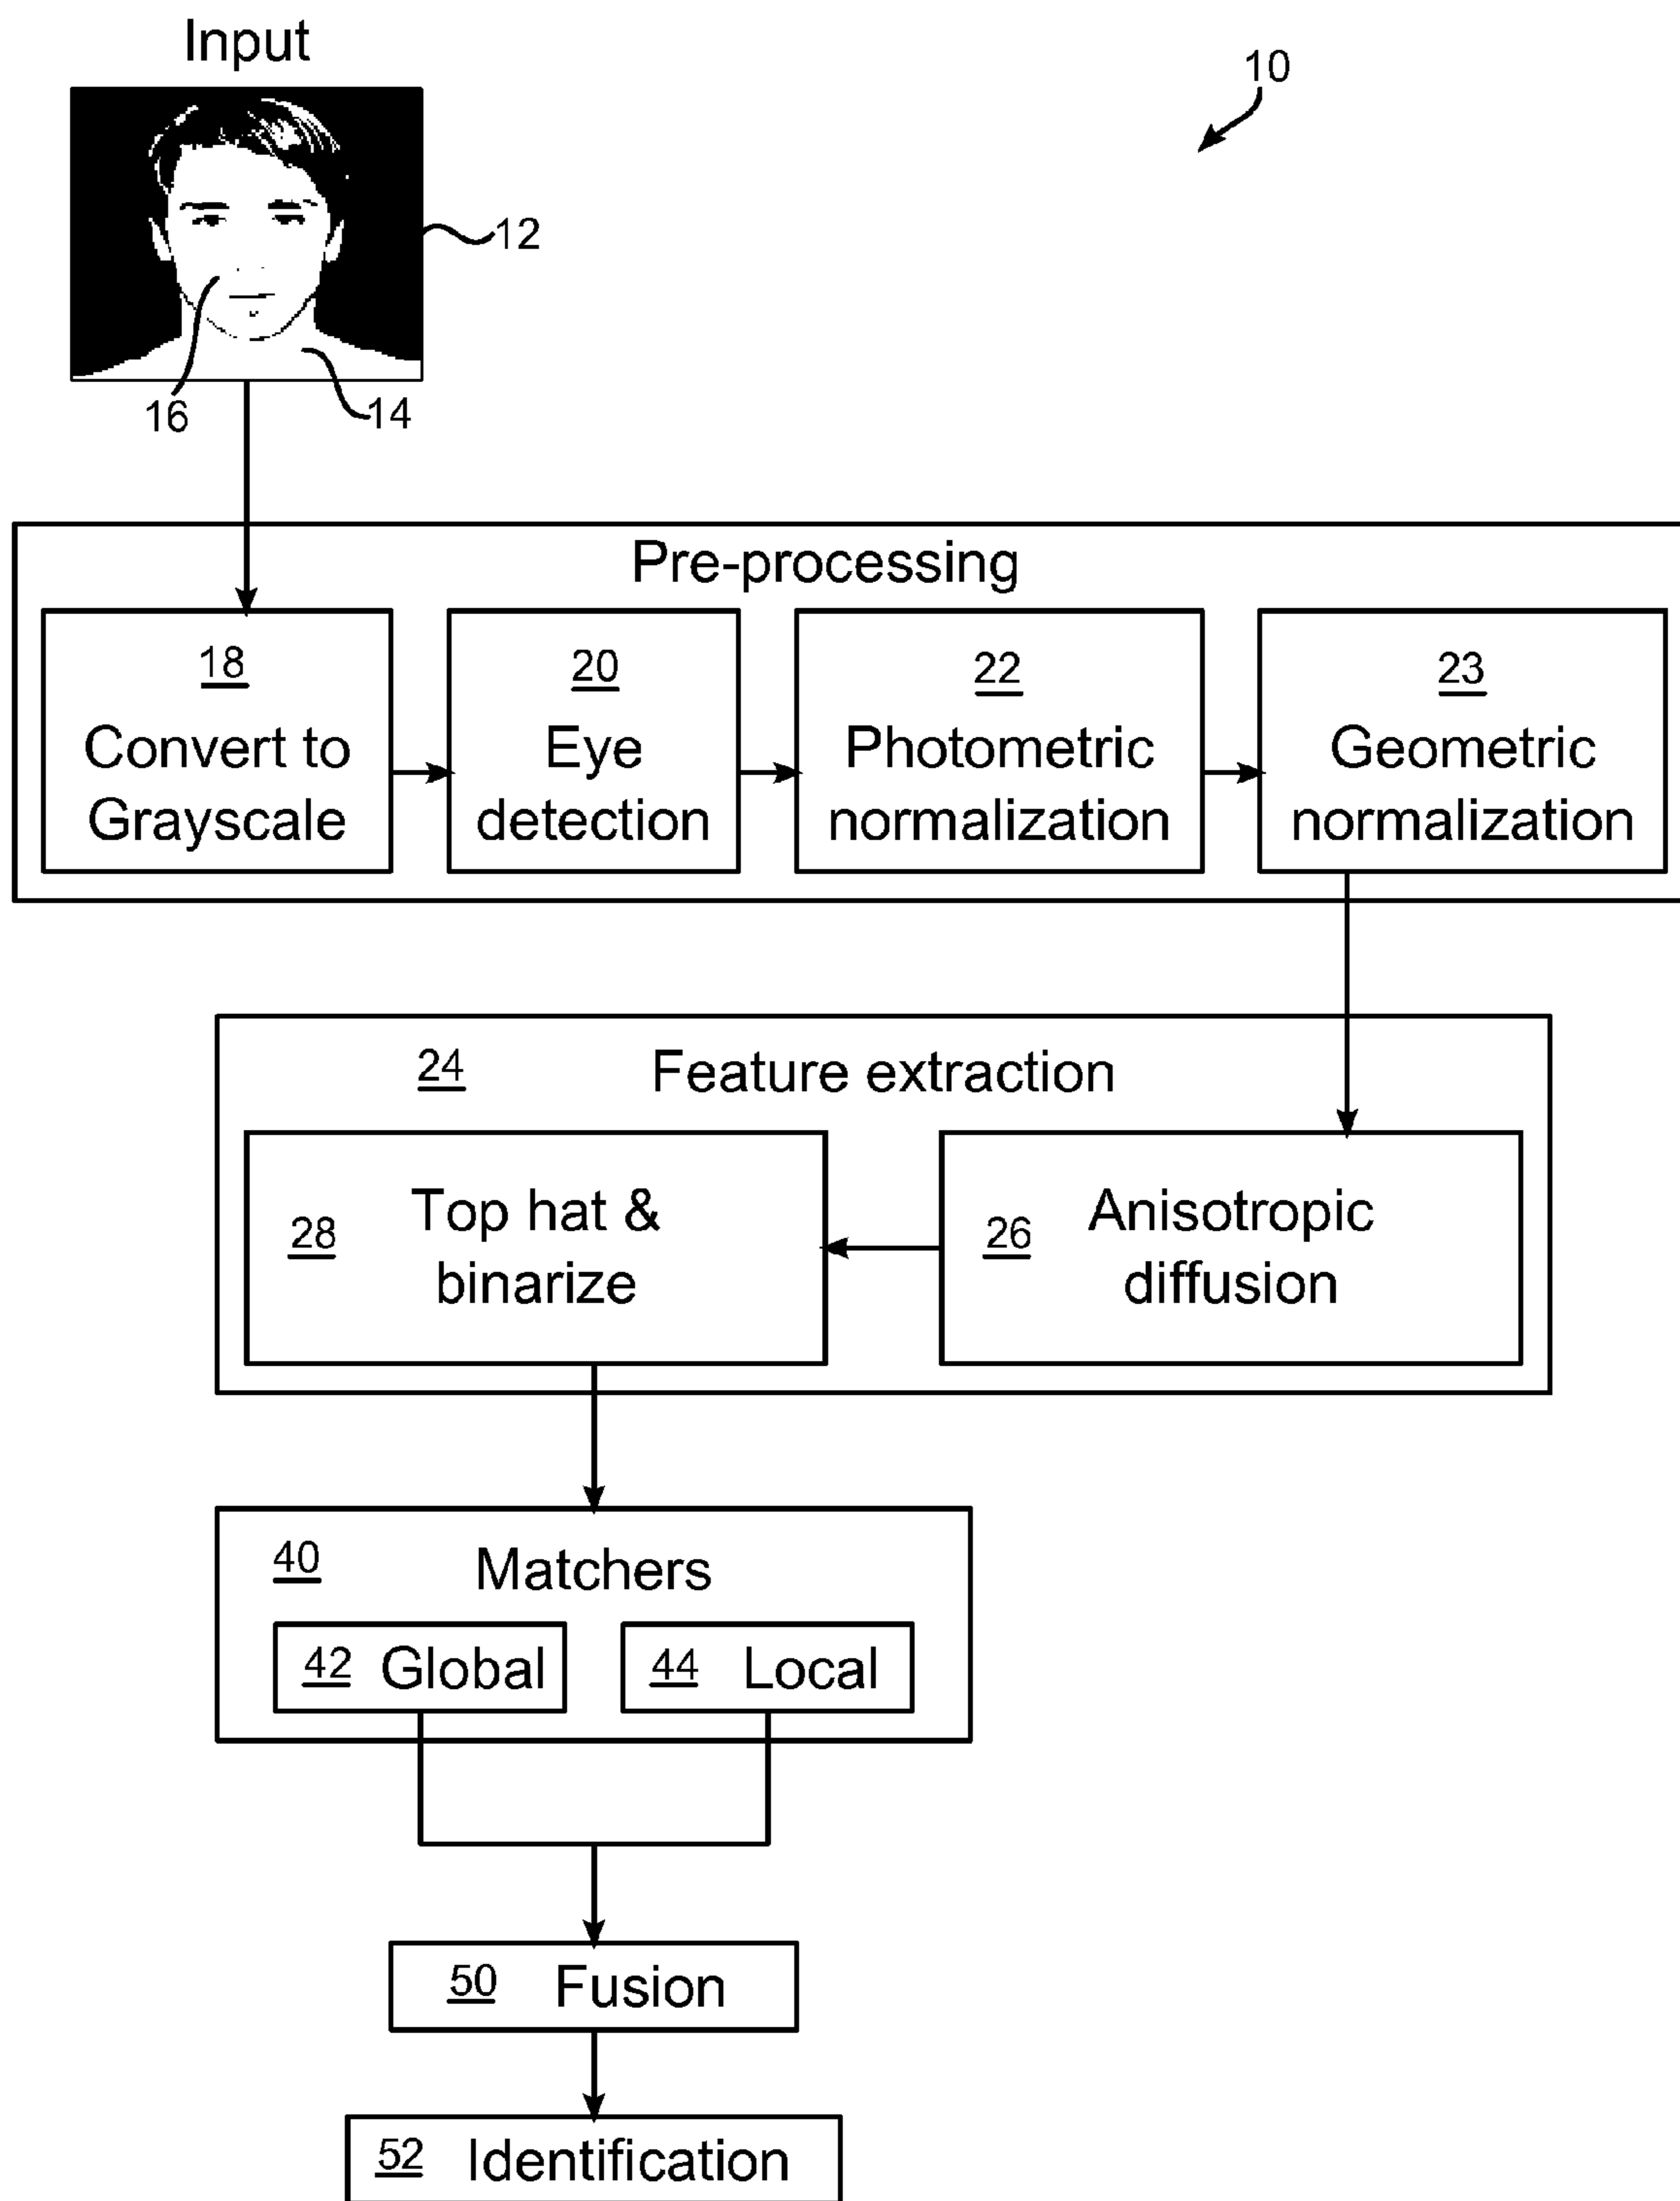 Input
10
12
16
14
Pre-processing
18
Convert to
Grayscale
20
Eye
detection
22
Photometric
normalization
23
Geometric
normalization
24 Feature extraction
28
Top hat &
binarize
26
Anisotropic
diffusion
40 Matchers
42 Global
44 Local
50 Fusion
52 Identification